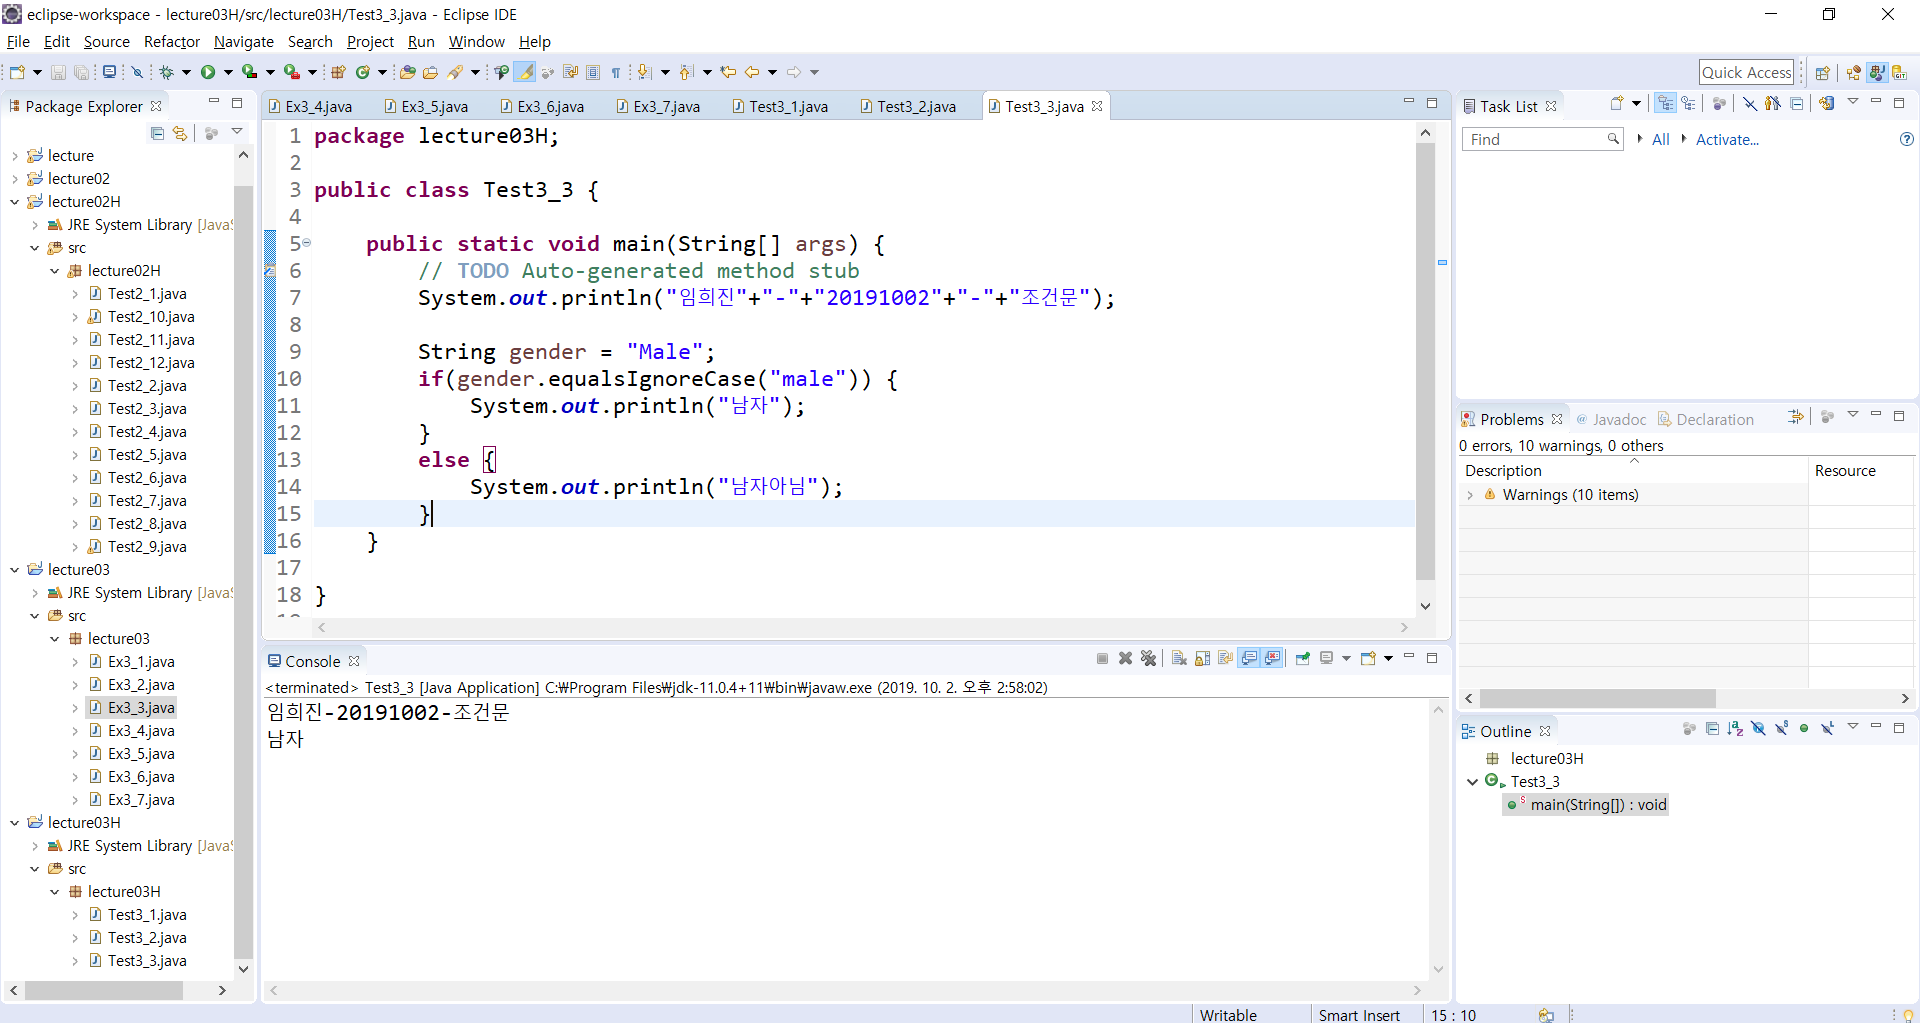 eclipse-workspace - lecture03H/src/lecture03H/Test3_3.java - Eclipse IDE
File Edit Source Refactor Navigate Search Project Run Window Help
Quick Access
Package Explorer
lecture
lecture02
lecture02H
JRE System Library [JavaS
src
lecture02H
Test2_1.java
Test2_10.java
Test2_11.java
Test2_12.java
Test2_2.java
Test2_3.java
Test2_4.java
Test2_5.java
Test2_6.java
Test2_7.java
Test2_8.java
Test2_9.java
lecture03
JRE System Library [JavaS
src
lecture03
Ex3_1.java
Ex3_2.java
Ex3_3.java
Ex3_4.java
Ex3_5.java
Ex3_6.java
Ex3_7.java
lecture03H
JRE System Library [JavaS
src
lecture03H
Test3_1.java
Test3_2.java
Test3_3.java
Ex3_4.java Ex3_5.java Ex3_6.java Ex3_7.java Test3_1.java Test3_2.java Test3_3.java
1 package lecture03H;
2
3 public class Test3_3 {
4
5 public static void main(String[] args) {
6 // TODO Auto-generated method stub
7 System.out.println("임희진"+"-"+"20191002"+"-"+"조건문");
8
9 String gender = "Male";
10 if(gender.equalsIgnoreCase("male")) {
11 System.out.println("남자");
12 }
13 else {
14 System.out.println("남자아님");
15 }
16 }
17
18 }
Console
<terminated> Test3_3 [Java Application] C:₩Program Files₩jdk-11.0.4+11₩bin₩javaw.exe (2019. 10. 2. 오후 2:58:02)
임희진-20191002-조건문
남자
Task List
Find All Activate...
Problems Javadoc Declaration
0 errors, 10 warnings, 0 others
Description Resource
Warnings (10 items)
Outline
lecture03H
Test3_3
main(String[]) : void
Writable Smart Insert 15 : 10